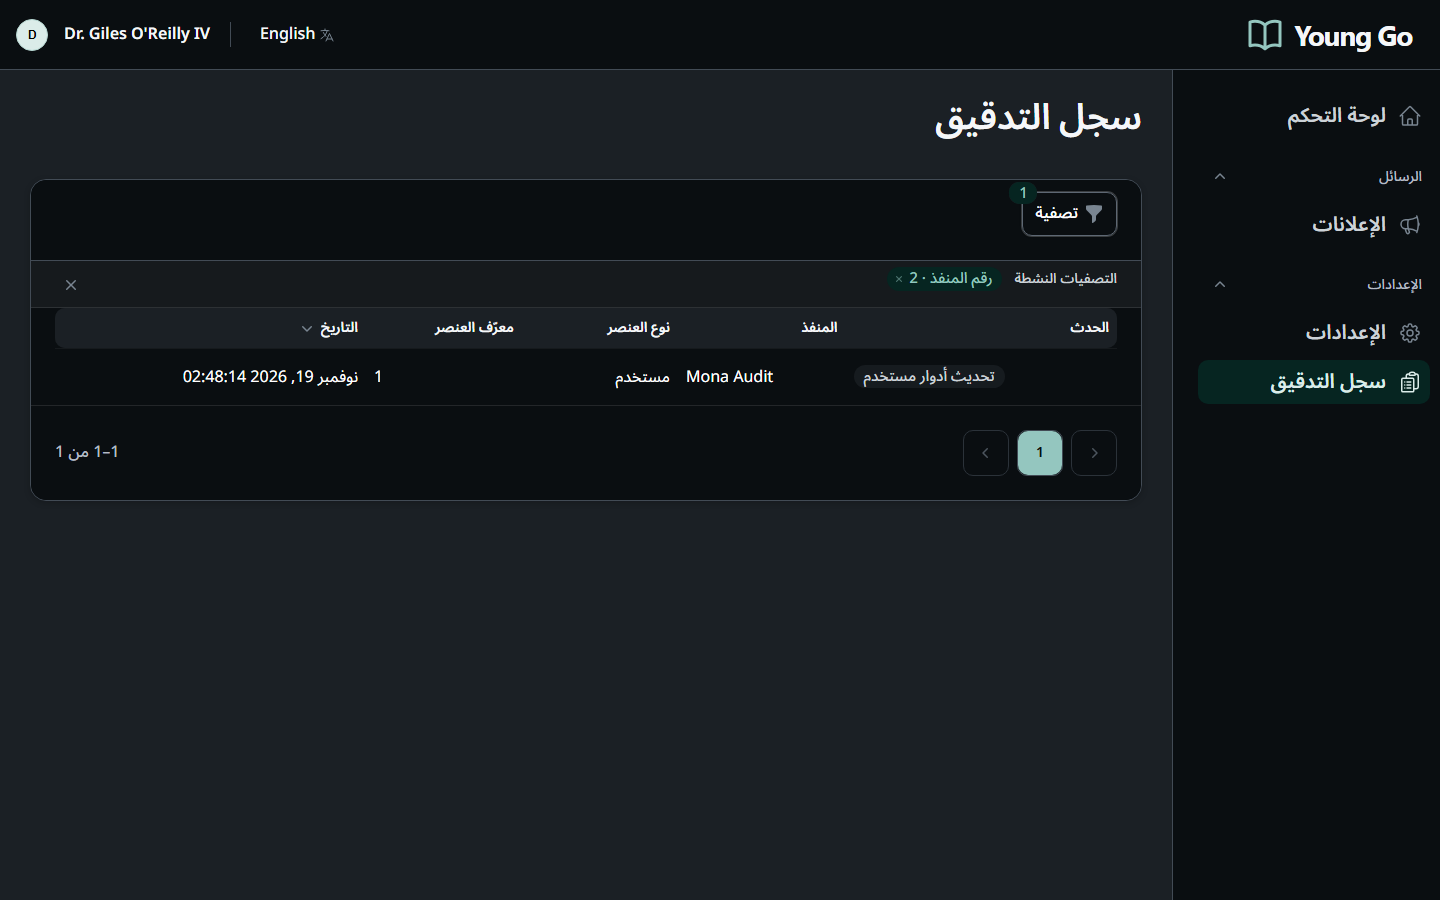 Young Go
English
Dr. Giles O'Reilly IV
D
لوحة التحكم
الرسائل
الإعلانات
الإعدادات
الإعدادات
سجل التدقيق
سجل التدقيق
تصفية
1
التصفيات النشطة رقم المنفذ · 2 ×
الحدث المنفذ نوع العنصر معرّف العنصر التاريخ
تحديث أدوار مستخدم Mona Audit مستخدم 1 نوفمبر 19, 2026 02:48:14
1
1–1 من 1